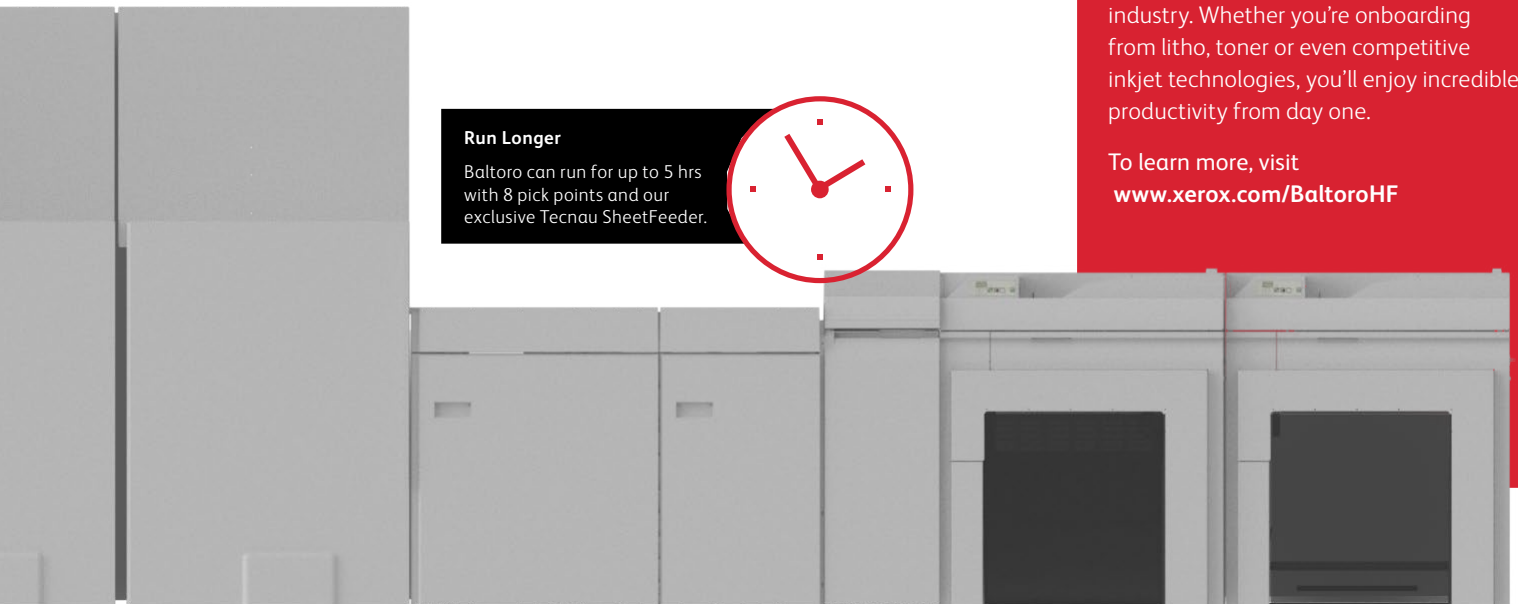 industry. Whether you’re onboarding
from litho, toner or even competitive
inkjet technologies, you’ll enjoy incredible
productivity from day one.
To learn more, visit
www.xerox.com/BaltoroHF
Run Longer
Baltoro can run for up to 5 hrs
with 8 pick points and our
exclusive Tecnau SheetFeeder.